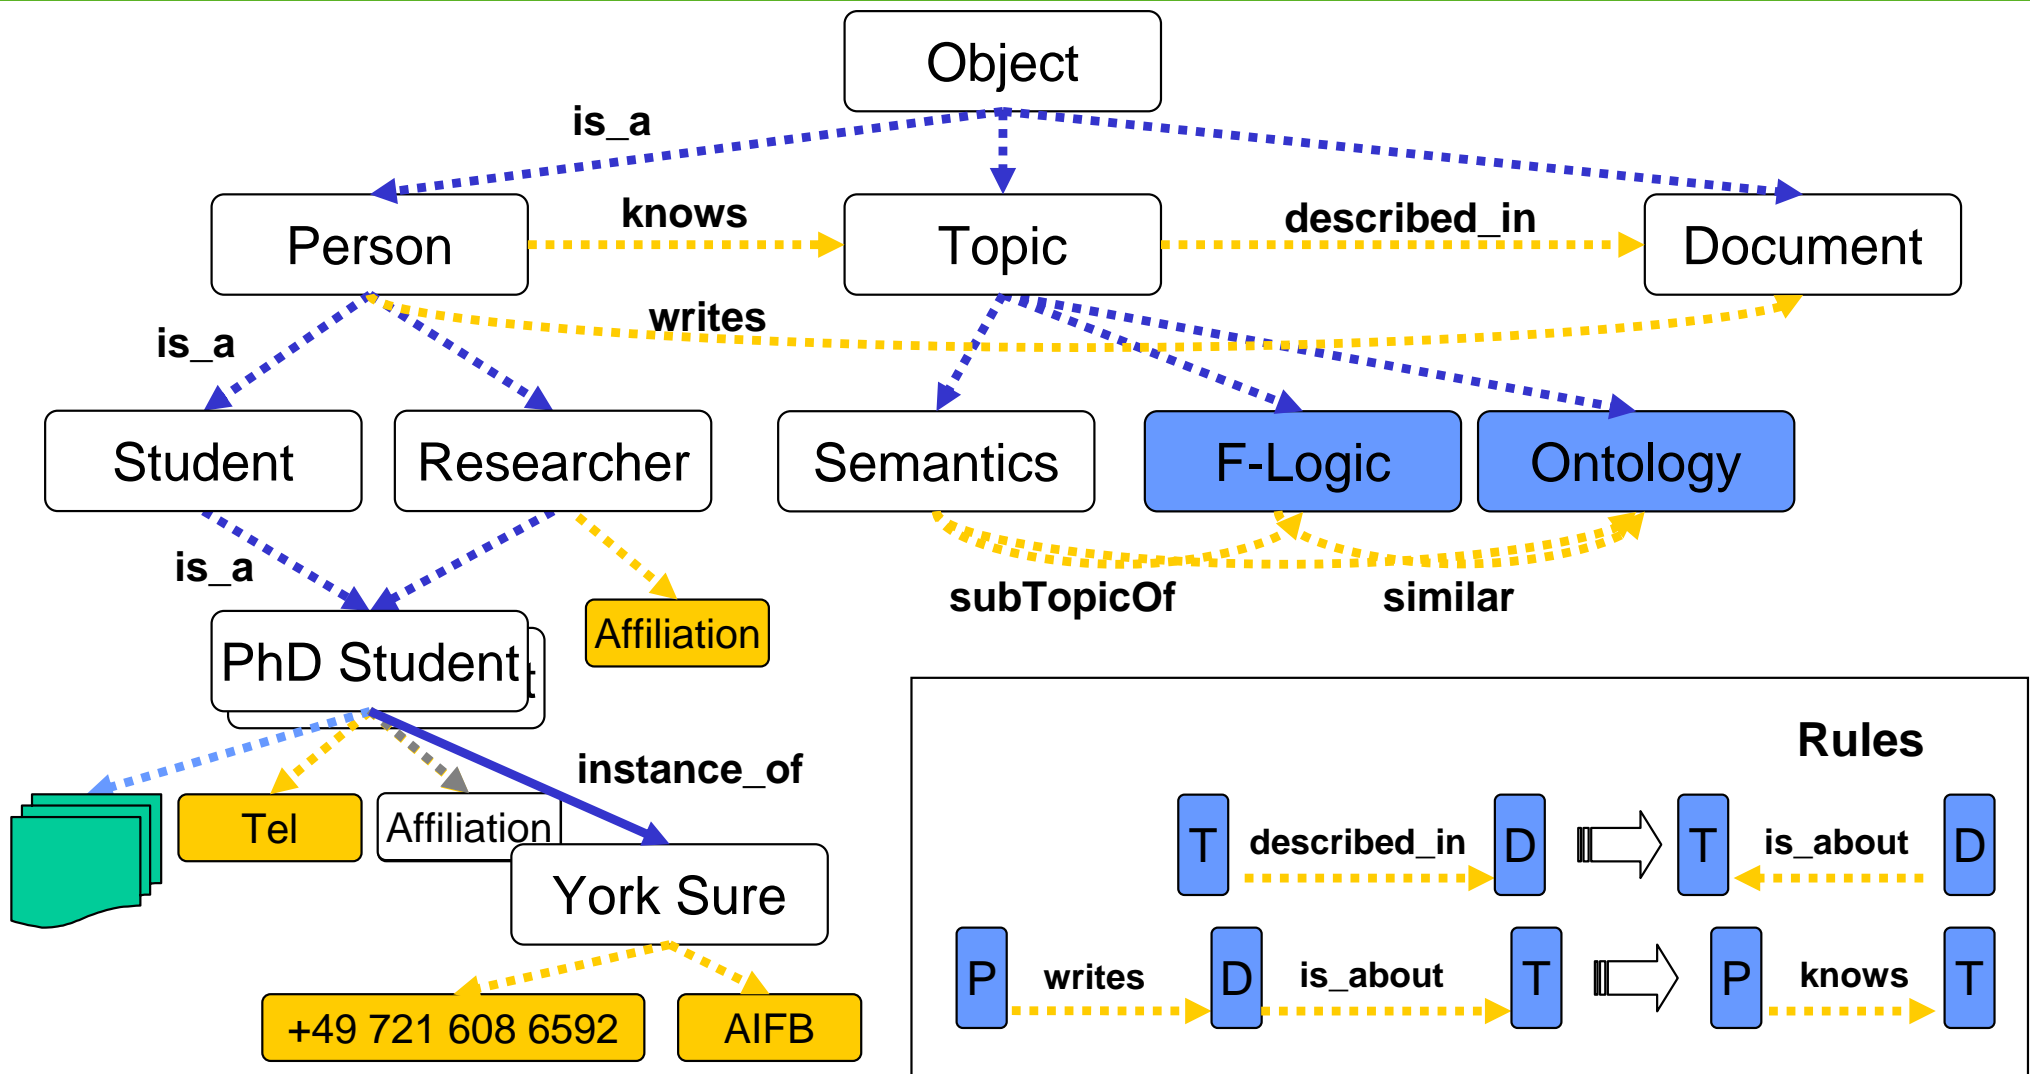 Object
is_a
Person
knows
Topic
described_in
Document
writes
is_a
Student
Researcher
Semantics
F-Logic
Ontology
is_a
subTopicOf
similar
PhD Student
t
Affiliation
Rules
instance_of
Tel
Affiliation
T
described_in
D
T
is_about
D
York Sure
P
writes
D
is_about
T
P
knows
T
+49 721 608 6592
AIFB